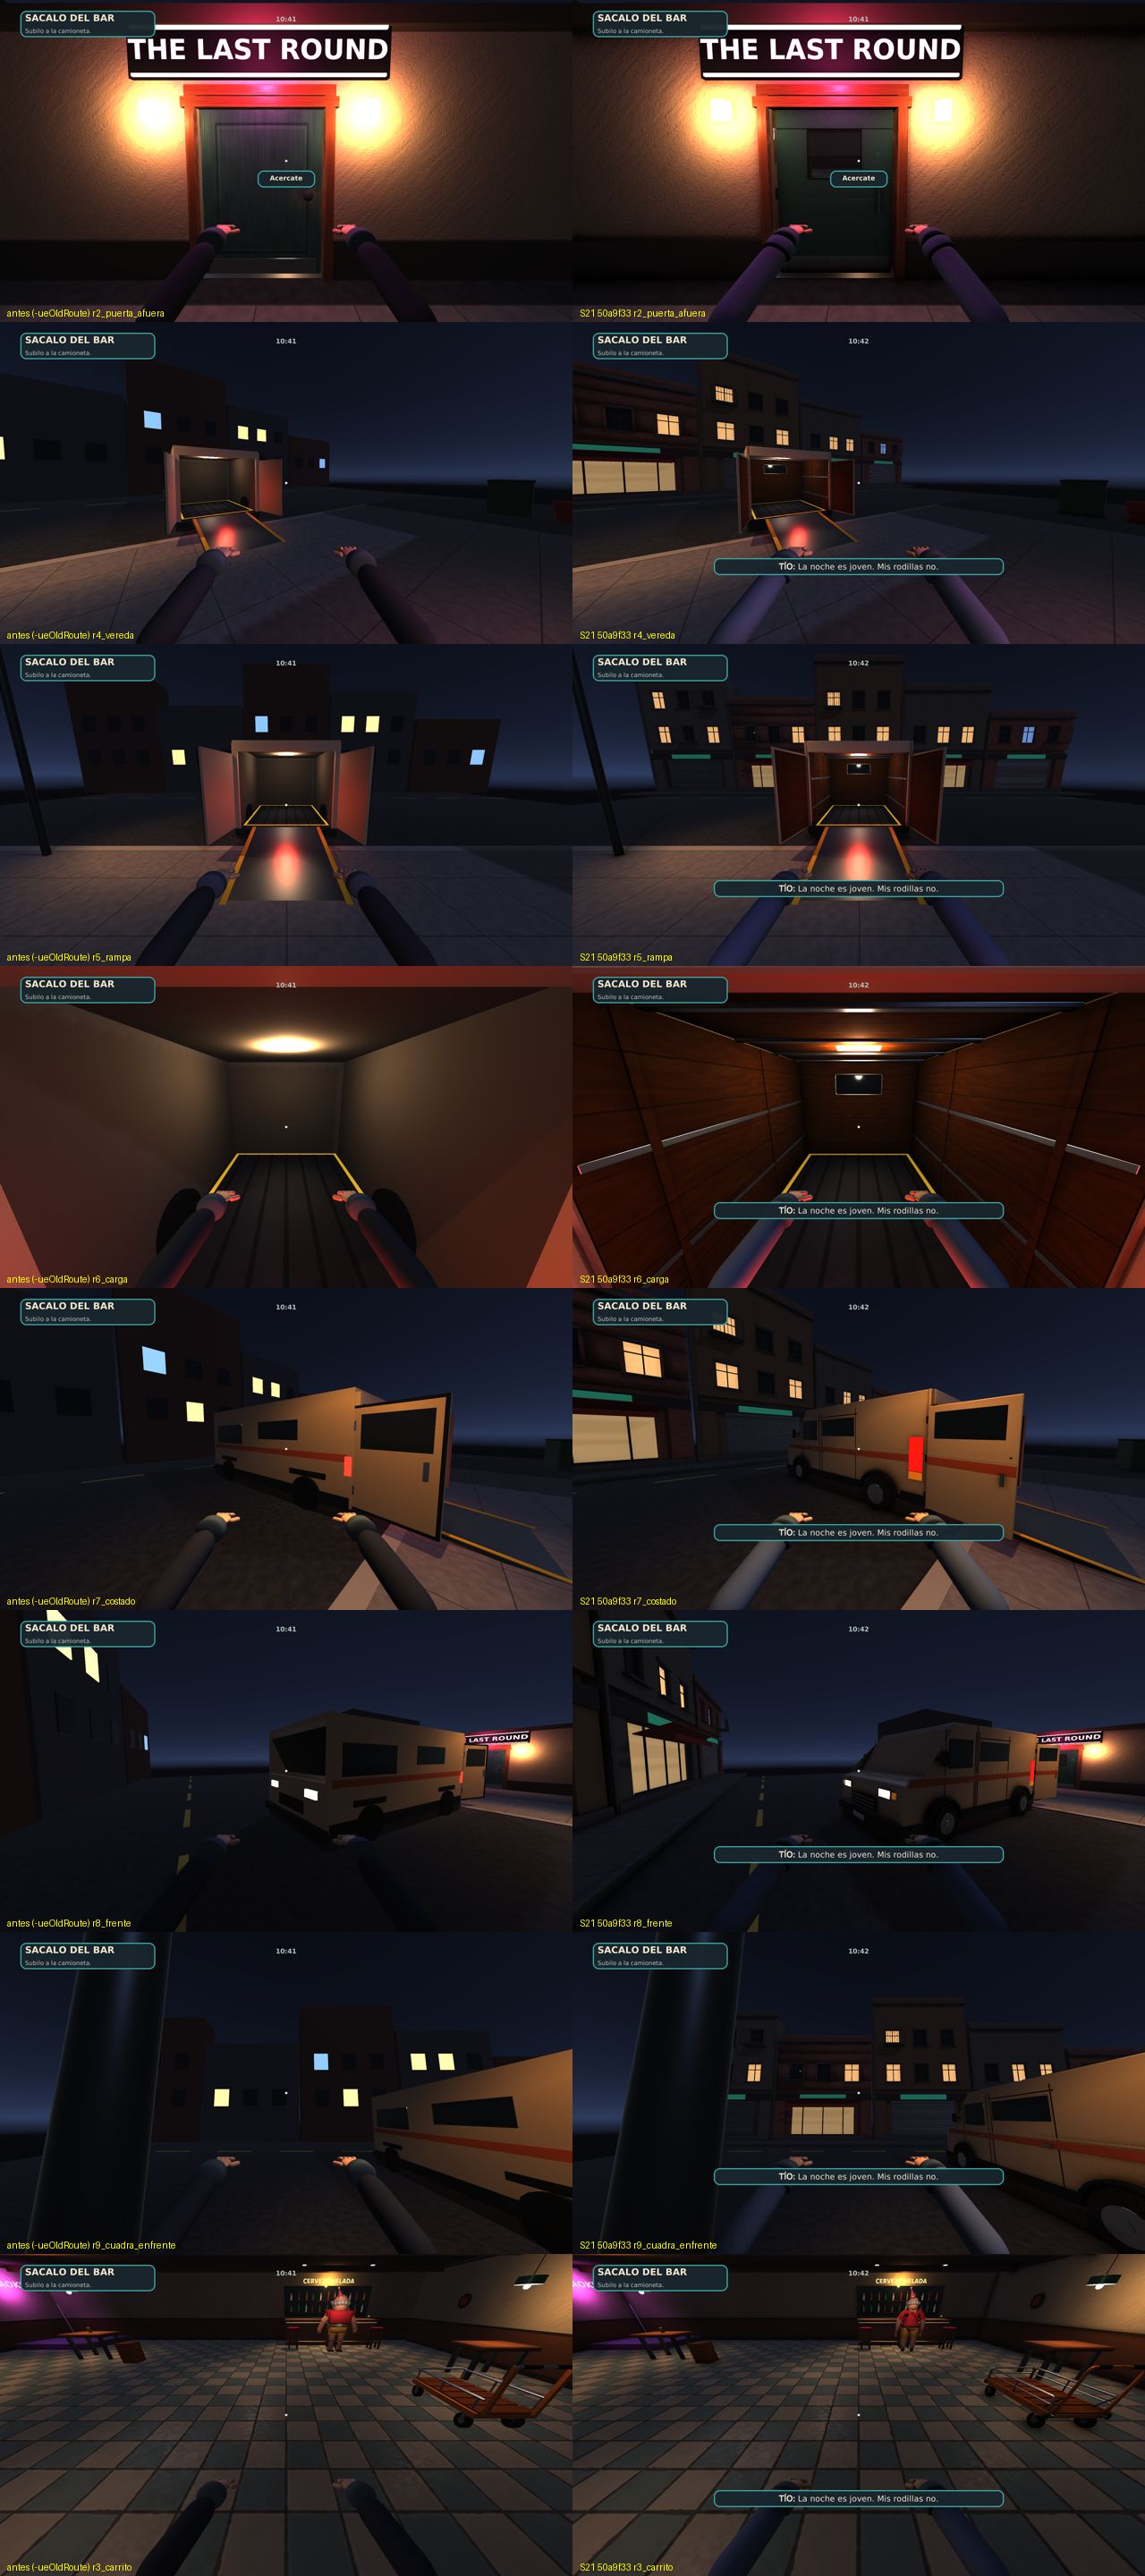 SACALO DEL BAR
Subilo a la camioneta.
10:41
THE LAST ROUND
Acercate
antes (-ueOldRoute) r2_puerta_afuera
SACALO DEL BAR
Subilo a la camioneta.
10:41
THE LAST ROUND
Acercate
S21 50a9f33 r2_puerta_afuera
SACALO DEL BAR
Subilo a la camioneta.
10:41
antes (-ueOldRoute) r4_vereda
SACALO DEL BAR
Subilo a la camioneta.
10:42
TÍO: La noche es joven. Mis rodillas no.
S21 50a9f33 r4_vereda
SACALO DEL BAR
Subilo a la camioneta.
10:41
antes (-ueOldRoute) r5_rampa
SACALO DEL BAR
Subilo a la camioneta.
10:42
TÍO: La noche es joven. Mis rodillas no.
S21 50a9f33 r5_rampa
SACALO DEL BAR
Subilo a la camioneta.
10:41
antes (-ueOldRoute) r6_carga
SACALO DEL BAR
Subilo a la camioneta.
10:42
TÍO: La noche es joven. Mis rodillas no.
S21 50a9f33 r6_carga
SACALO DEL BAR
Subilo a la camioneta.
10:41
antes (-ueOldRoute) r7_costado
SACALO DEL BAR
Subilo a la camioneta.
10:42
TÍO: La noche es joven. Mis rodillas no.
S21 50a9f33 r7_costado
SACALO DEL BAR
Subilo a la camioneta.
10:41
LAST ROUND
antes (-ueOldRoute) r8_frente
SACALO DEL BAR
Subilo a la camioneta.
10:42
LAST ROUND
TÍO: La noche es joven. Mis rodillas no.
S21 50a9f33 r8_frente
SACALO DEL BAR
Subilo a la camioneta.
10:41
antes (-ueOldRoute) r9_cuadra_enfrente
SACALO DEL BAR
Subilo a la camioneta.
10:42
TÍO: La noche es joven. Mis rodillas no.
S21 50a9f33 r9_cuadra_enfrente
SACALO DEL BAR
Subilo a la camioneta.
10:41
antes (-ueOldRoute) r3_carrito
SACALO DEL BAR
Subilo a la camioneta.
10:42
TÍO: La noche es joven. Mis rodillas no.
S21 50a9f33 r3_carrito